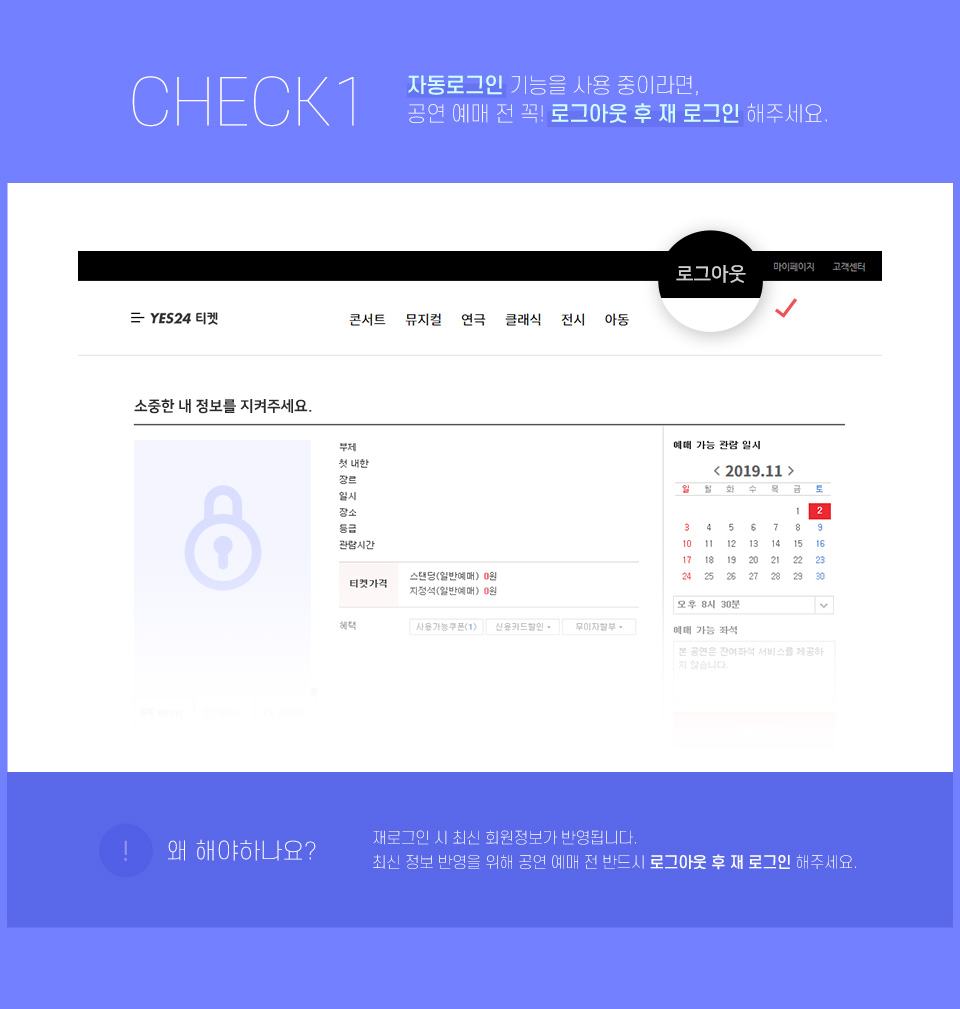 CHECK1
자동로그인 기능을 사용 중이라면,
공연 예매 전 꼭! 로그아웃 후 재 로그인 해주세요.
로그아웃 마이페이지 고객센터
YES24 티켓 콘서트 뮤지컬 연극 클래식 전시 아동
소중한 내 정보를 지켜주세요.
부제
첫 내한
장르
일시
장소
등급
관람시간
티켓가격
스탠딩(일반예매) 0원
지정석(일반예매) 0원
혜택 사용가능쿠폰(1) 신용카드할인 무이자할부
예매 가능 관람 일시
< 2019.11 >
일 월 화 수 목 금 토
1 2
3 4 5 6 7 8 9
10 11 12 13 14 15 16
17 18 19 20 21 22 23
24 25 26 27 28 29 30
오후 8시 30분
예매 가능 좌석
본 공연은 잔여좌석 서비스를 제공하
지 않습니다.
! 왜 해야하나요?
재로그인 시 최신 회원정보가 반영됩니다.
최신 정보 반영을 위해 공연 예매 전 반드시 로그아웃 후 재 로그인 해주세요.